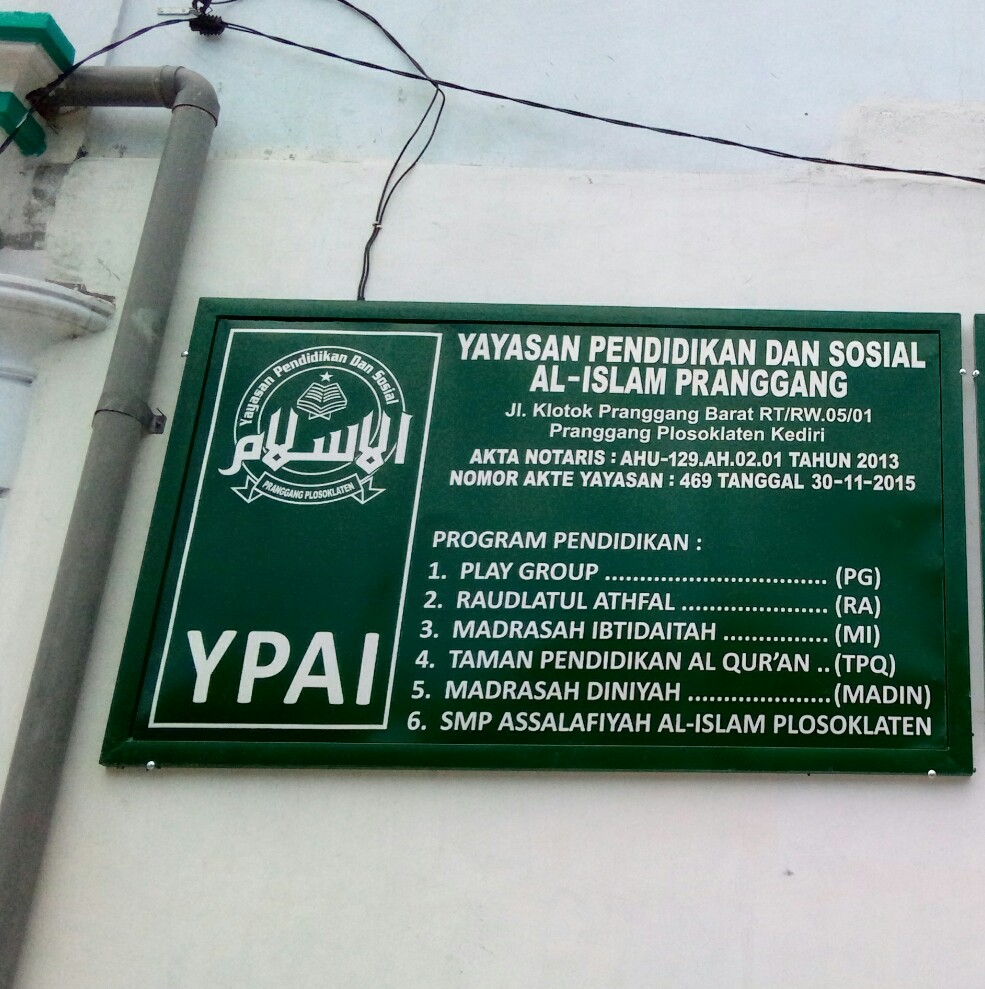 Yayasan Pendidikan Dan Sosial
الاسلام
PRANGGANG PLOSOKLATEN
YPAI
YAYASAN PENDIDIKAN DAN SOSIAL
AL-ISLAM PRANGGANG
Jl. Klotok Pranggang Barat RT/RW.05/01
Pranggang Plosoklaten Kediri
AKTA NOTARIS : AHU-129.AH.02.01 TAHUN 2013
NOMOR AKTE YAYASAN : 469 TANGGAL 30-11-2015
PROGRAM PENDIDIKAN :
1. PLAY GROUP ................................ (PG)
2. RAUDLATUL ATHFAL ..................... (RA)
3. MADRASAH IBTIDAITAH ............... (MI)
4. TAMAN PENDIDIKAN AL QUR'AN .. (TPQ)
5. MADRASAH DINIYAH .................... (MADIN)
6. SMP ASSALAFIYAH AL-ISLAM PLOSOKLATEN